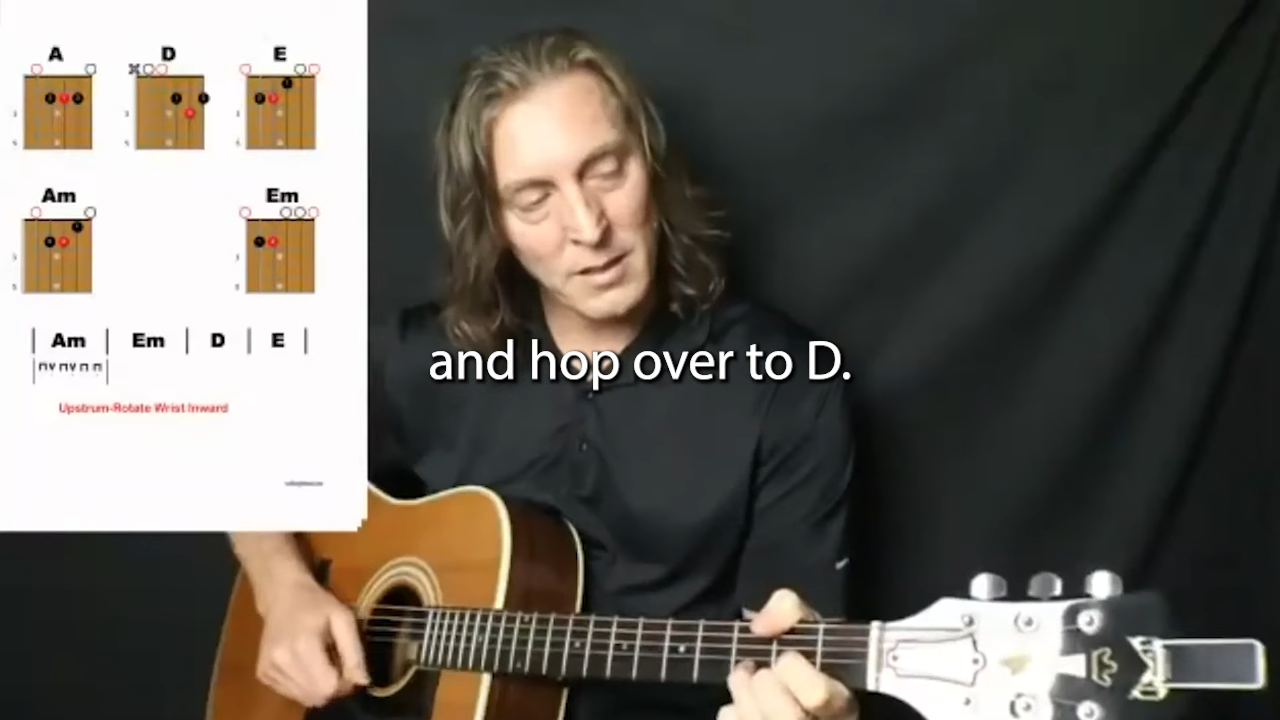 A D E
Am Em
| Am | Em | D | E |
Upstrum-Rotate Wrist Inward
and hop over to D.